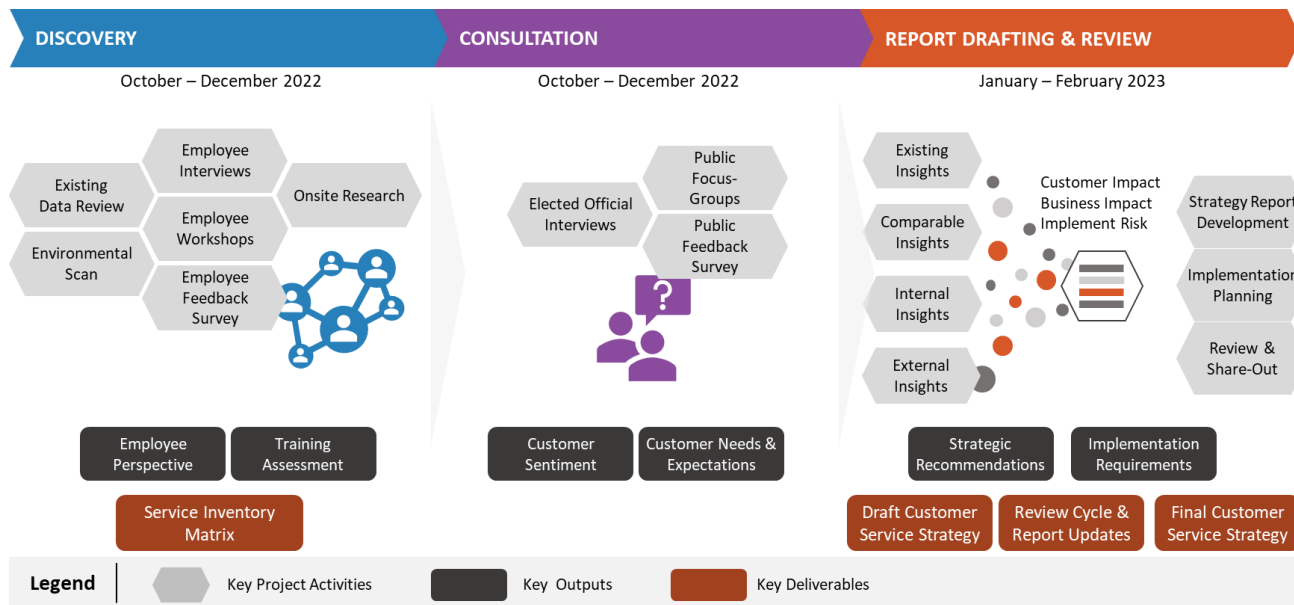 DISCOVERY
October – December 2022
Existing
Data Review
Environmental
Scan
Employee
Interviews
Employee
Workshops
Employee
Feedback
Survey
Onsite Research
Employee
Perspective
Training
Assessment
Service Inventory
Matrix
CONSULTATION
October – December 2022
Elected Official
Interviews
Public
Focus-
Groups
Public
Feedback
Survey
?
Customer
Sentiment
Customer Needs &
Expectations
REPORT DRAFTING & REVIEW
January – February 2023
Existing
Insights
Comparable
Insights
Internal
Insights
External
Insights
Customer Impact
Business Impact
Implement Risk
Strategy Report
Development
Implementation
Planning
Review &
Share-Out
Strategic
Recommendations
Implementation
Requirements
Draft Customer
Service Strategy
Review Cycle &
Report Updates
Final Customer
Service Strategy
Legend
Key Project Activities
Key Outputs
Key Deliverables